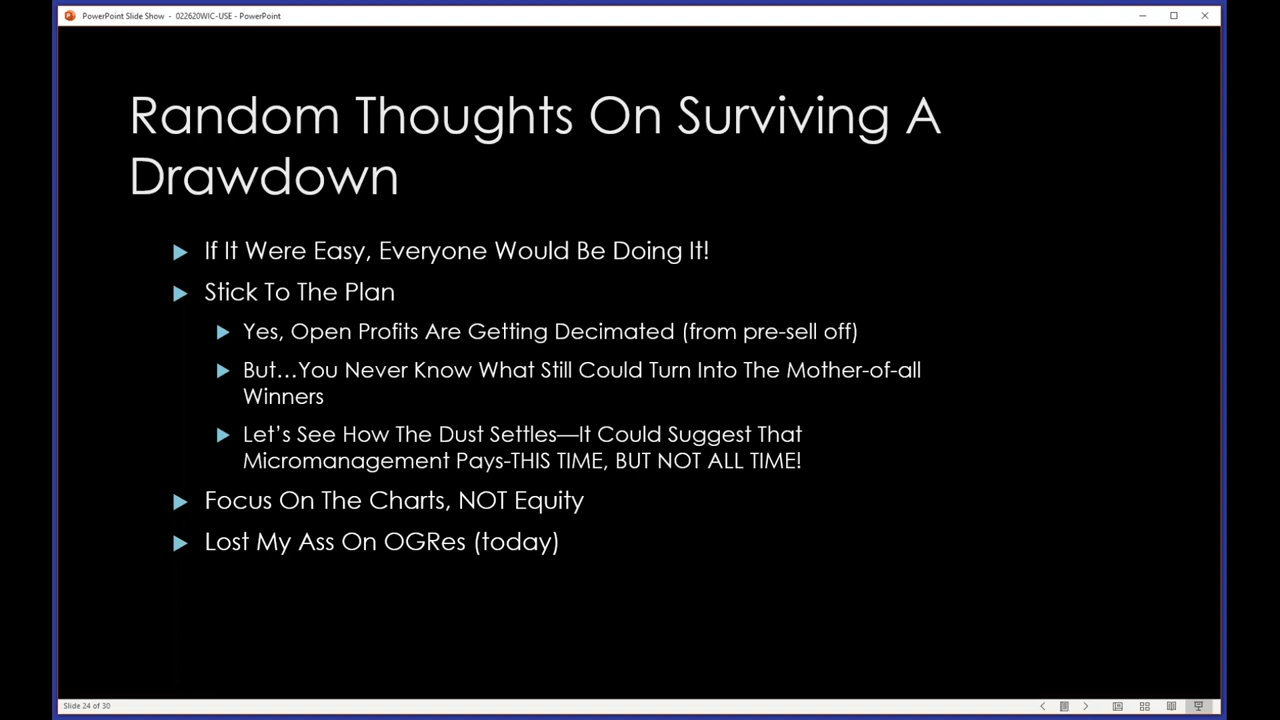 PowerPoint Slide Show - 022620WIC-USE - PowerPoint
Random Thoughts On Surviving A
Drawdown
If It Were Easy, Everyone Would Be Doing It!
Stick To The Plan
Yes, Open Profits Are Getting Decimated (from pre-sell off)
But…You Never Know What Still Could Turn Into The Mother-of-all
Winners
Let's See How The Dust Settles—It Could Suggest That
Micromanagement Pays-THIS TIME, BUT NOT ALL TIME!
Focus On The Charts, NOT Equity
Lost My Ass On OGRes (today)
Slide 24 of 30